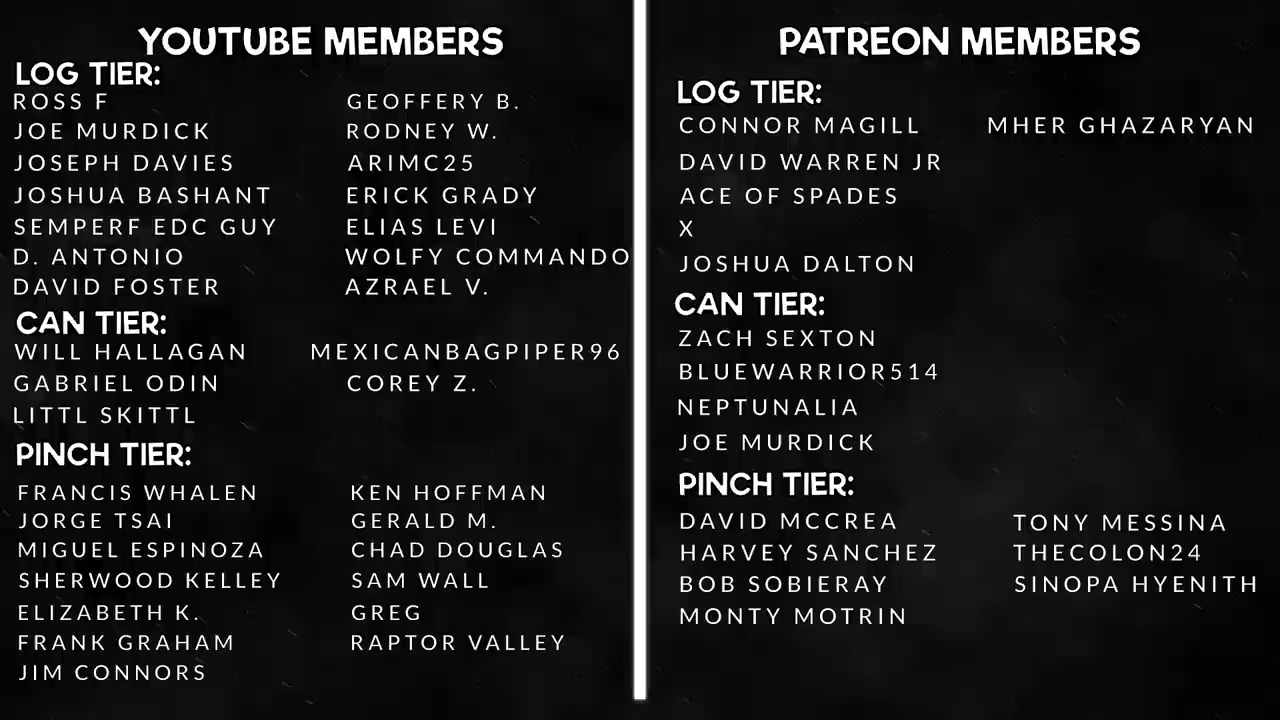 YOUTUBE MEMBERS
LOG TIER:
ROSS F
JOE MURDICK
JOSEPH DAVIES
JOSHUA BASHANT
SEMPERF EDC GUY
D. ANTONIO
DAVID FOSTER
GEOFFERY B.
RODNEY W.
ARIMC25
ERICK GRADY
ELIAS LEVI
WOLFY COMMANDO
AZRAEL V.
CAN TIER:
WILL HALLAGAN
GABRIEL ODIN
LITTL SKITTL
MEXICANBAGPIPER96
COREY Z.
PINCH TIER:
FRANCIS WHALEN
JORGE TSAI
MIGUEL ESPINOZA
SHERWOOD KELLEY
ELIZABETH K.
FRANK GRAHAM
JIM CONNORS
KEN HOFFMAN
GERALD M.
CHAD DOUGLAS
SAM WALL
GREG
RAPTOR VALLEY
PATREON MEMBERS
LOG TIER:
CONNOR MAGILL
DAVID WARREN JR
ACE OF SPADES
X
JOSHUA DALTON
MHER GHAZARYAN
CAN TIER:
ZACH SEXTON
BLUEWARRIOR514
NEPTUNALIA
JOE MURDICK
PINCH TIER:
DAVID MCCREA
HARVEY SANCHEZ
BOB SOBIERAY
MONTY MOTRIN
TONY MESSINA
THECOLON24
SINOPA HYENITH